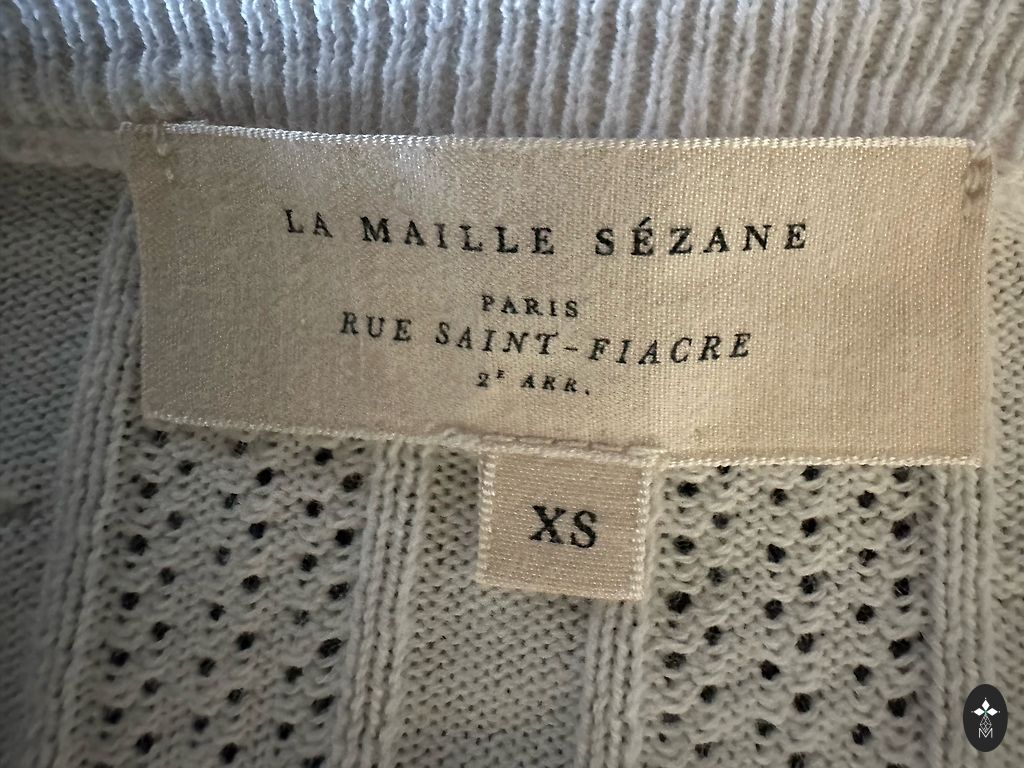 LA MAILLE SÉZANE
PARIS
RUE SAINT-FIACRE
2E ARR.
XS
M